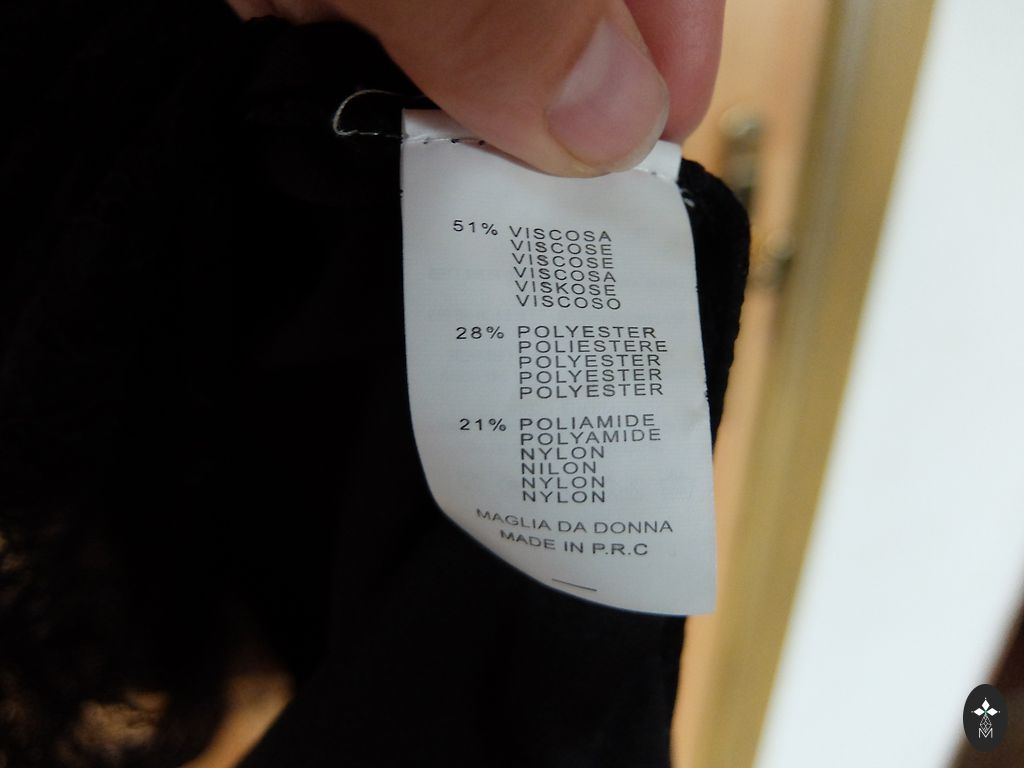 51% VISCOSA
VISCOSE
VISCOSE
VISCOSA
VISKOSE
VISCOSO
28% POLYESTER
POLIESTERE
POLYESTER
POLYESTER
POLYESTER
21% POLIAMIDE
POLYAMIDE
NYLON
NILON
NYLON
NYLON
MAGLIA DA DONNA
MADE IN P.R.C
M